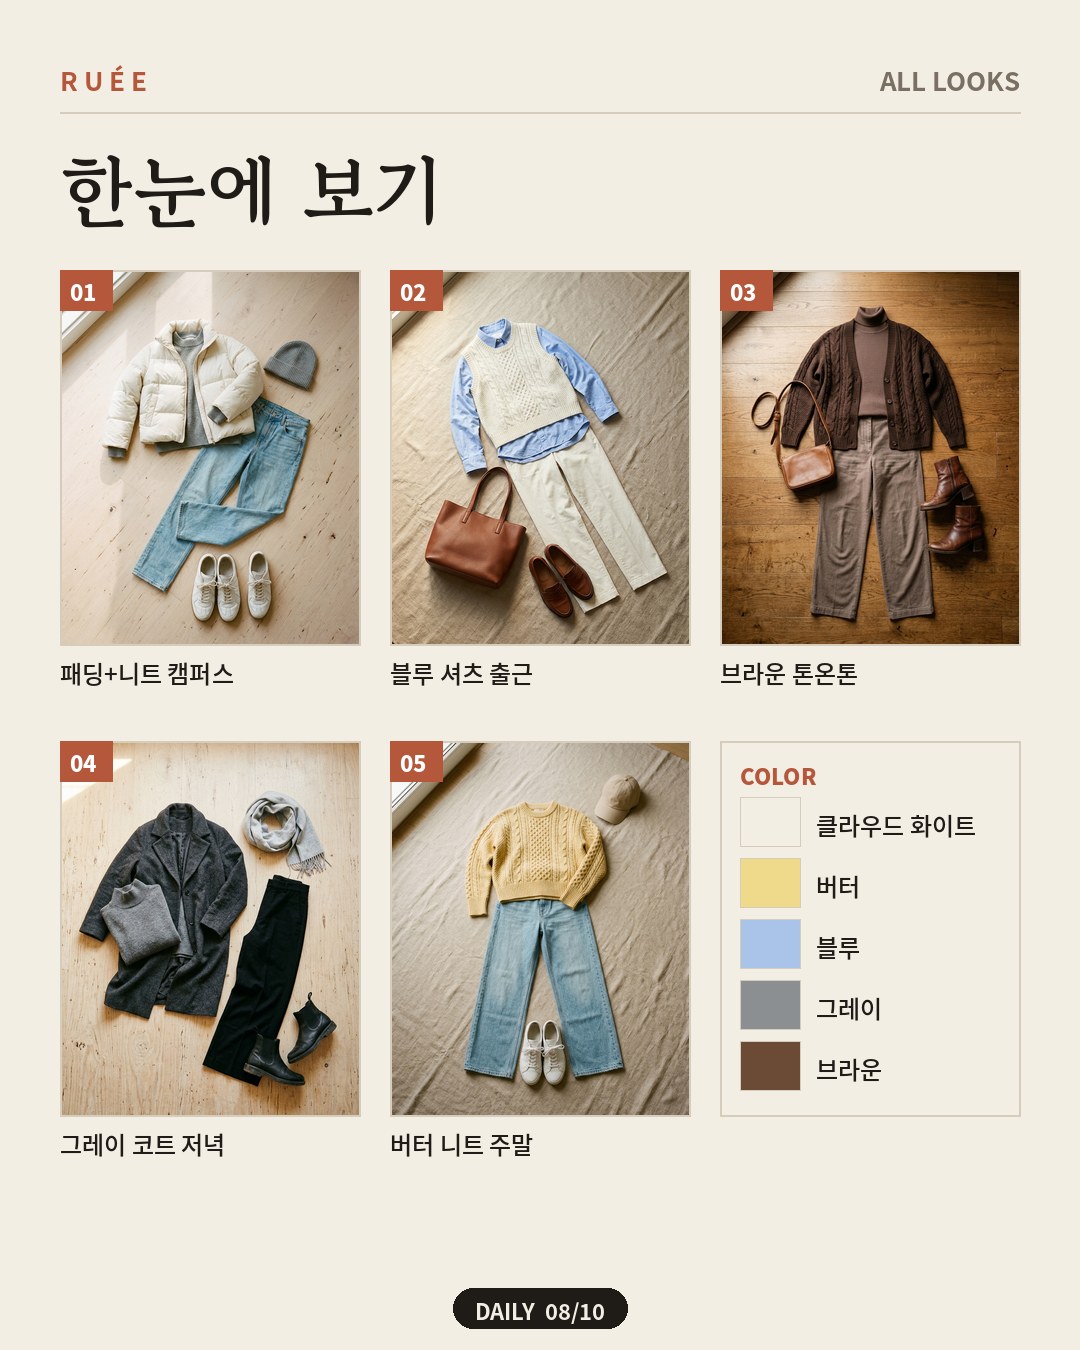 RUÉE
ALL LOOKS
한눈에 보기
01
02
03
패딩+니트 캠퍼스
블루 셔츠 출근
브라운 톤온톤
04
05
COLOR
클라우드 화이트
버터
블루
그레이
브라운
그레이 코트 저녁
버터 니트 주말
DAILY 08/10